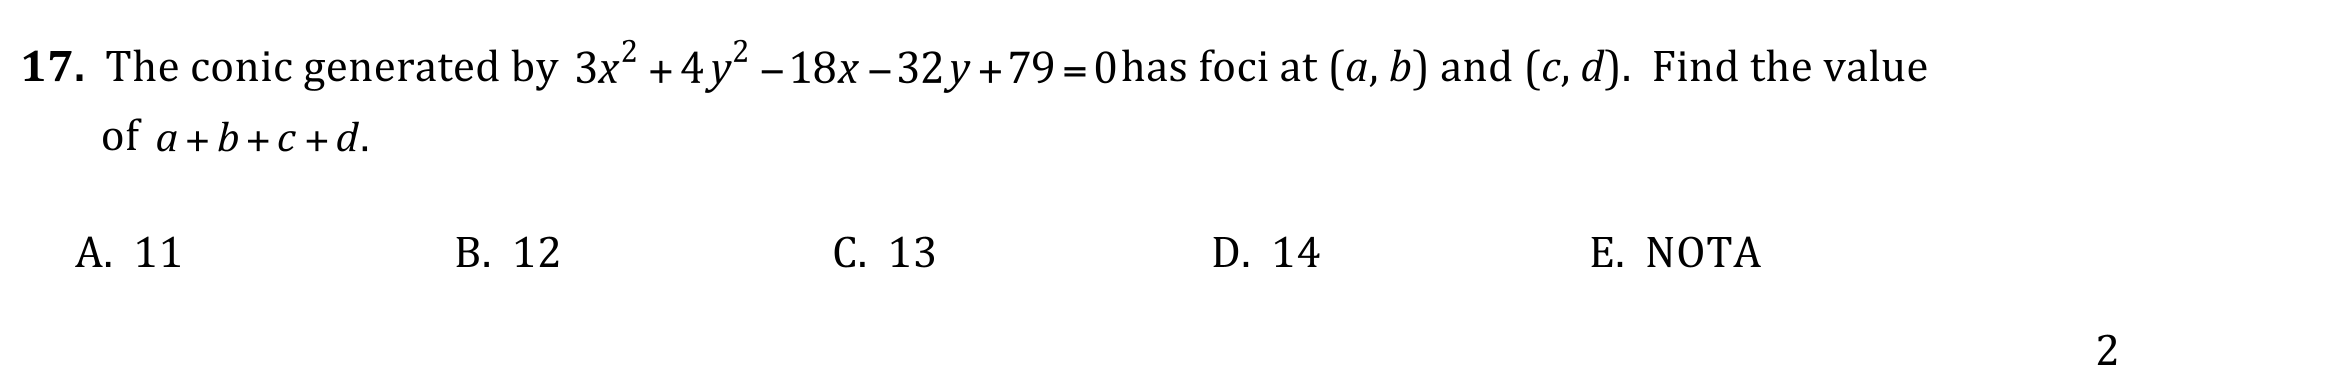 17. The conic generated by 3x² + 4y² − 18x − 32y + 79 = 0 has foci at (a, b) and (c, d). Find the value
of a + b + c + d.
A. 11 B. 12 C. 13 D. 14 E. NOTA
2